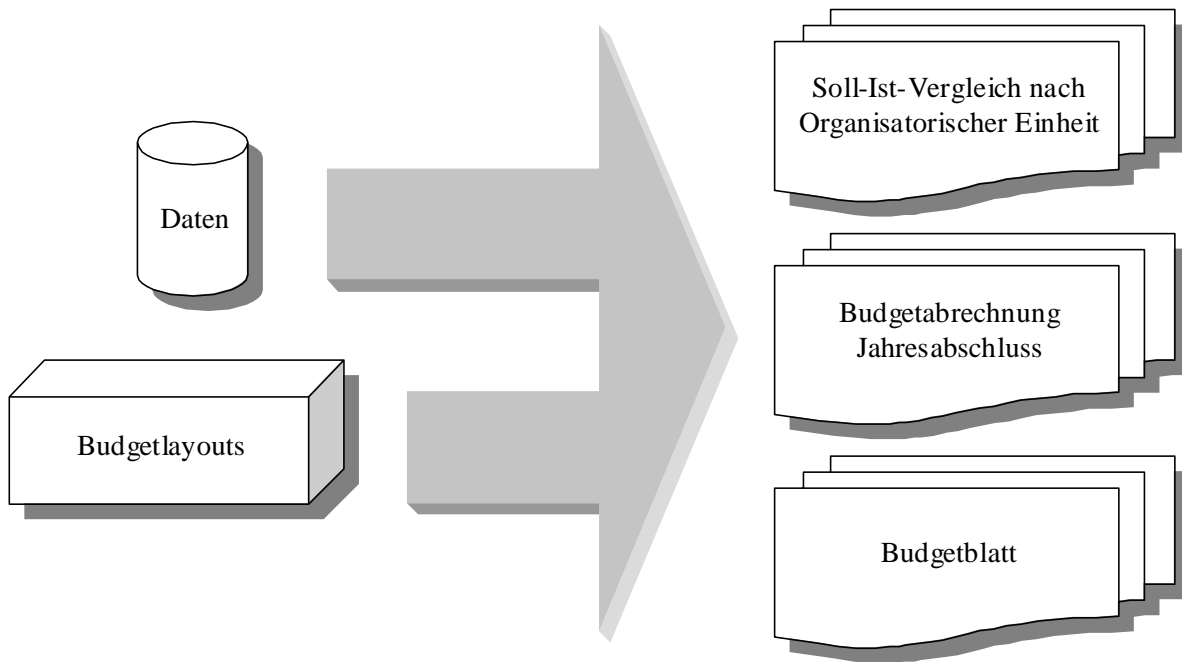 Daten
Budgetlayouts
Soll-Ist-Vergleich nach
Organisatorischer Einheit
Budgetabrechnung
Jahresabschluss
Budgetblatt